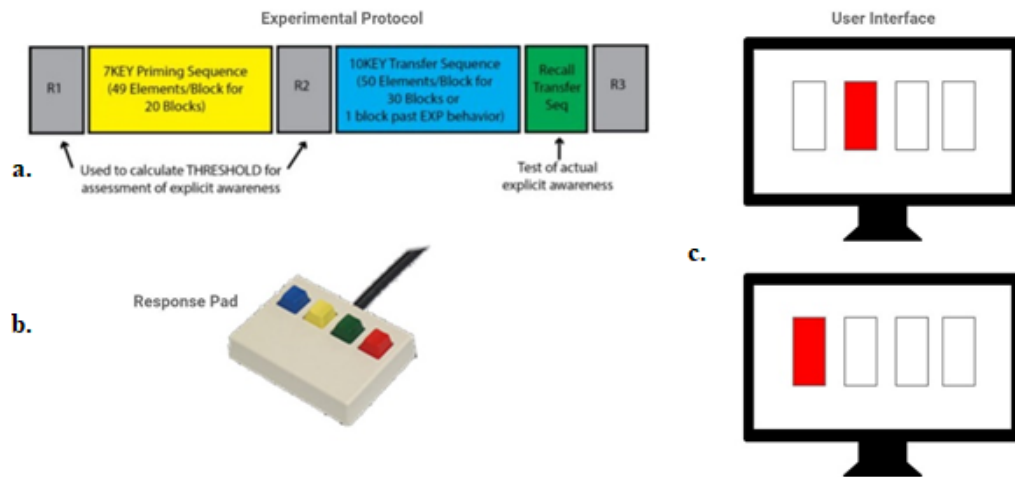 Experimental Protocol
R1
7KEY Priming Sequence
(49 Elements/Block for
20 Blocks)
R2
10KEY Transfer Sequence
(50 Elements/Block for
30 Blocks or
1 block past EXP behavior)
Recall
Transfer
Seq
R3
Used to calculate THRESHOLD for
assessment of explicit awareness
Test of actual
explicit awareness
a.
Response Pad
b.
User Interface
c.